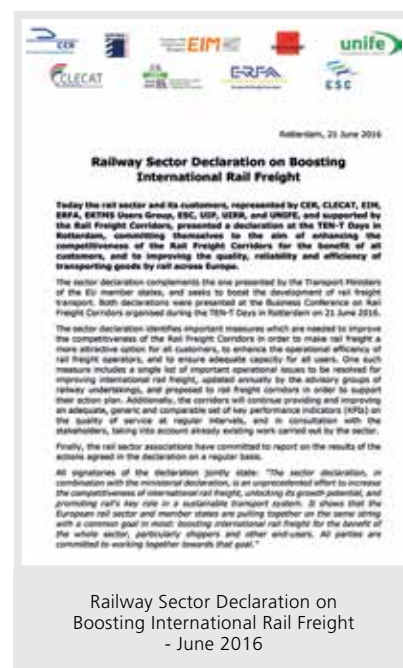 CER
EIM
unife
CLECAT
ERFA
ESC
Rotterdam, 21 June 2016
Railway Sector Declaration on Boosting
International Rail Freight
Today the rail sector and its customers, represented by CER, CLECAT, EIM,
ERFA, ERTMS Users Group, ESC, UIP, UIRR, and UNIFE, and supported by
the Rail Freight Corridors, presented a declaration at the TEN-T Days in
Rotterdam, committing themselves to the aim of enhancing the
competitiveness of the Rail Freight Corridors for the benefit of all
customers, and to improving the quality, reliability and efficiency of
transporting goods by rail across Europe.
The sector declaration complements the one presented by the Transport Ministers
of the EU member states, and seeks to boost the development of rail freight
transport. Both declarations were presented at the Business Conference on Rail
Freight Corridors organised during the TEN-T Days in Rotterdam on 21 June 2016.
The sector declaration identifies important measures which are needed to improve
the competitiveness of the Rail Freight Corridors in order to make rail freight a
more attractive option for all customers, to enhance the operational efficiency of
rail freight operators, and to ensure adequate capacity for all users. One such
measure includes a single list of important operational issues to be resolved for
improving international rail freight, updated annually by the advisory groups of
railway undertakings, and proposed to rail freight corridors in order to support
their action plan. Additionally, the corridors will continue providing and improving
an adequate, generic and comparable set of key performance indicators (KPIs) on
the quality of service at regular intervals, and in consultation with the
stakeholders, taking into account already existing work carried out by the sector.
Finally, the rail sector associations have committed to report on the results of the
actions agreed in the declaration on a regular basis.
All signatories of the declaration jointly state: "The sector declaration, in
combination with the ministerial declaration, is an unprecedented effort to increase
the competitiveness of international rail freight, unlocking its growth potential, and
promoting rail's key role in a sustainable transport system. It shows that the
European rail sector and member states are pulling together on the same string
with a common goal in mind: boosting international rail freight for the benefit of
the whole sector, particularly shippers and other end-users. All parties are
committed to working together towards that goal."
Railway Sector Declaration on
Boosting International Rail Freight
- June 2016